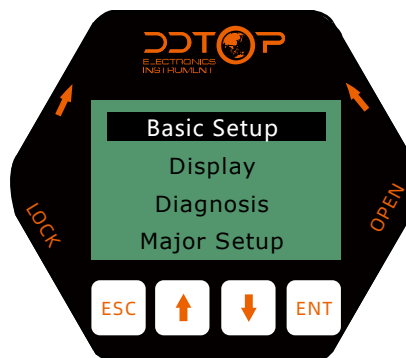 DDTOP
ELECTRONICS
INSTRUMENT
Basic Setup
Display
Diagnosis
Major Setup
LOCK
OPEN
ESC
ENT